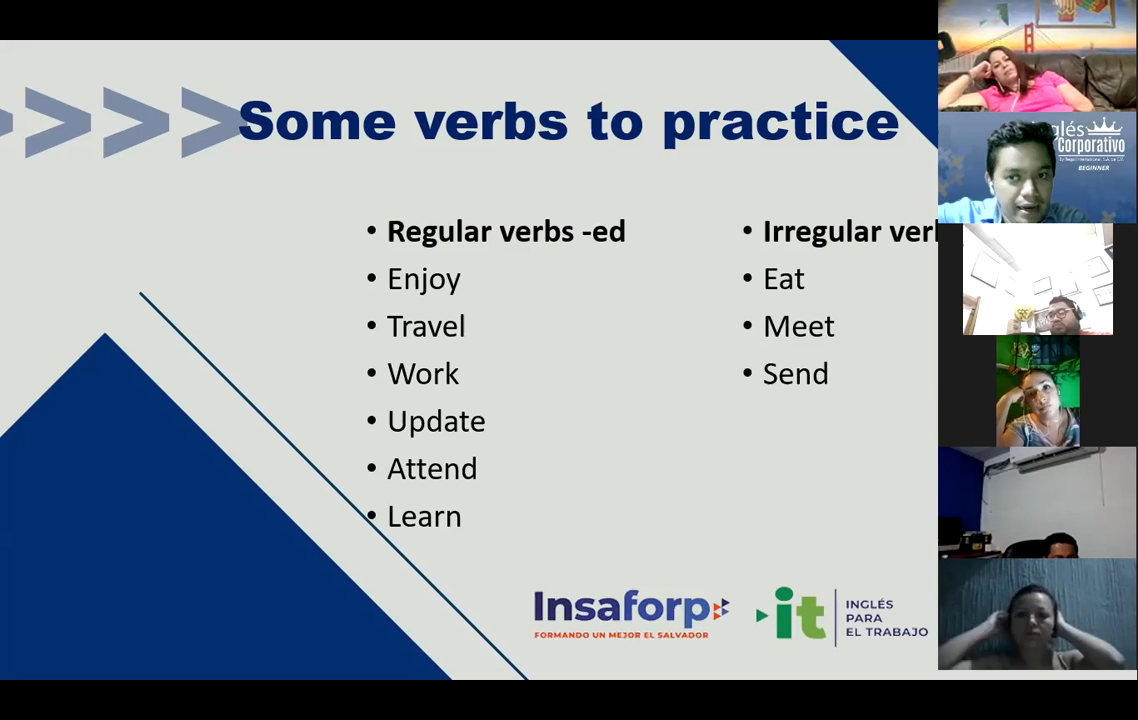 Some verbs to practice
• Regular verbs -ed
• Enjoy
• Travel
• Work
• Update
• Attend
• Learn
• Irregular
• Eat
• Meet
• Send
Insaforp
FORMANDO UN MEJOR EL SALVADOR
it
INGLÉS
PARA
EL TRABAJO
Corporativo
BEGINNER